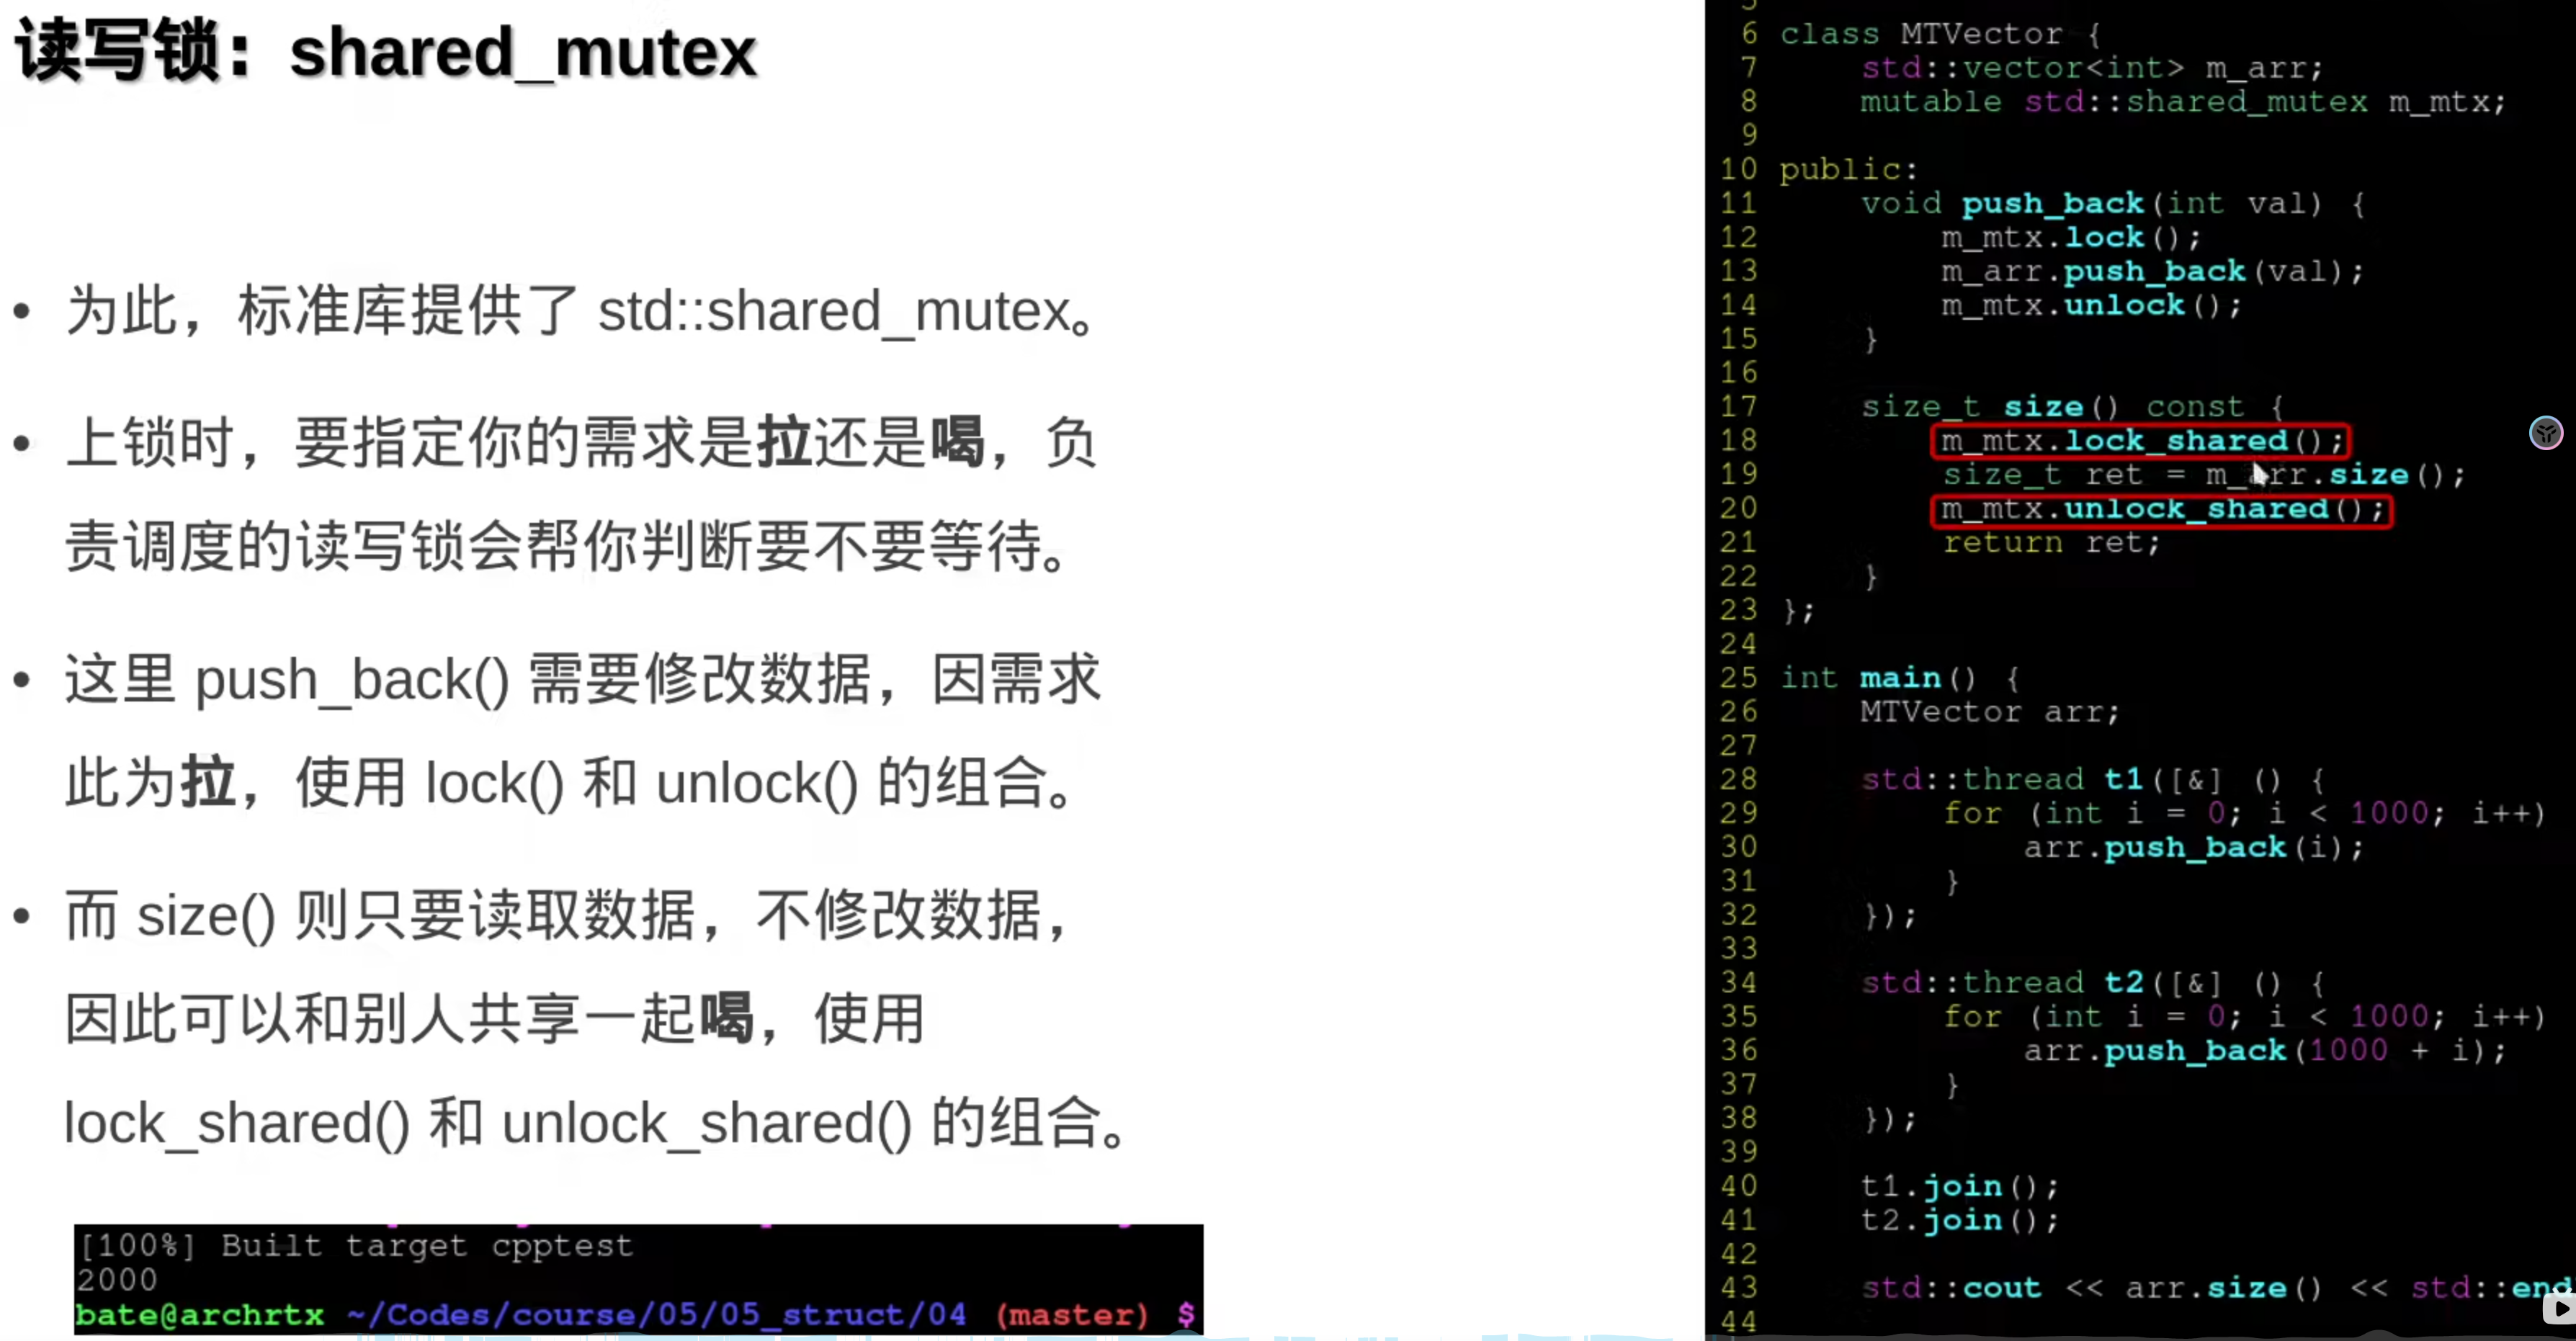 读写锁：shared_mutex
• 为此，标准库提供了 std::shared_mutex。
• 上锁时，要指定你的需求是拉还是喝，负
责调度的读写锁会帮你判断要不要等待。
• 这里 push_back() 需要修改数据，因需求
此为拉，使用 lock() 和 unlock() 的组合。
• 而 size() 则只要读取数据，不修改数据，
因此可以和别人共享一起喝，使用
lock_shared() 和 unlock_shared() 的组合。
[100%] Built target cpptest
2000
bate@archrtx ~/Codes/course/05/05_struct/04 (master) $
6 class MTVector {
7     std::vector<int> m_arr;
8     mutable std::shared_mutex m_mtx;
9
10 public:
11     void push_back(int val) {
12         m_mtx.lock();
13         m_arr.push_back(val);
14         m_mtx.unlock();
15     }
16
17     size_t size() const {
18         m_mtx.lock_shared();
19         size_t ret = m_arr.size();
20         m_mtx.unlock_shared();
21         return ret;
22     }
23 };
24
25 int main() {
26     MTVector arr;
27
28     std::thread t1([&] () {
29         for (int i = 0; i < 1000; i++)
30             arr.push_back(i);
31         }
32     });
33
34     std::thread t2([&] () {
35         for (int i = 0; i < 1000; i++)
36             arr.push_back(1000 + i);
37         }
38     });
39
40     t1.join();
41     t2.join();
42
43     std::cout << arr.size() << std::end
44